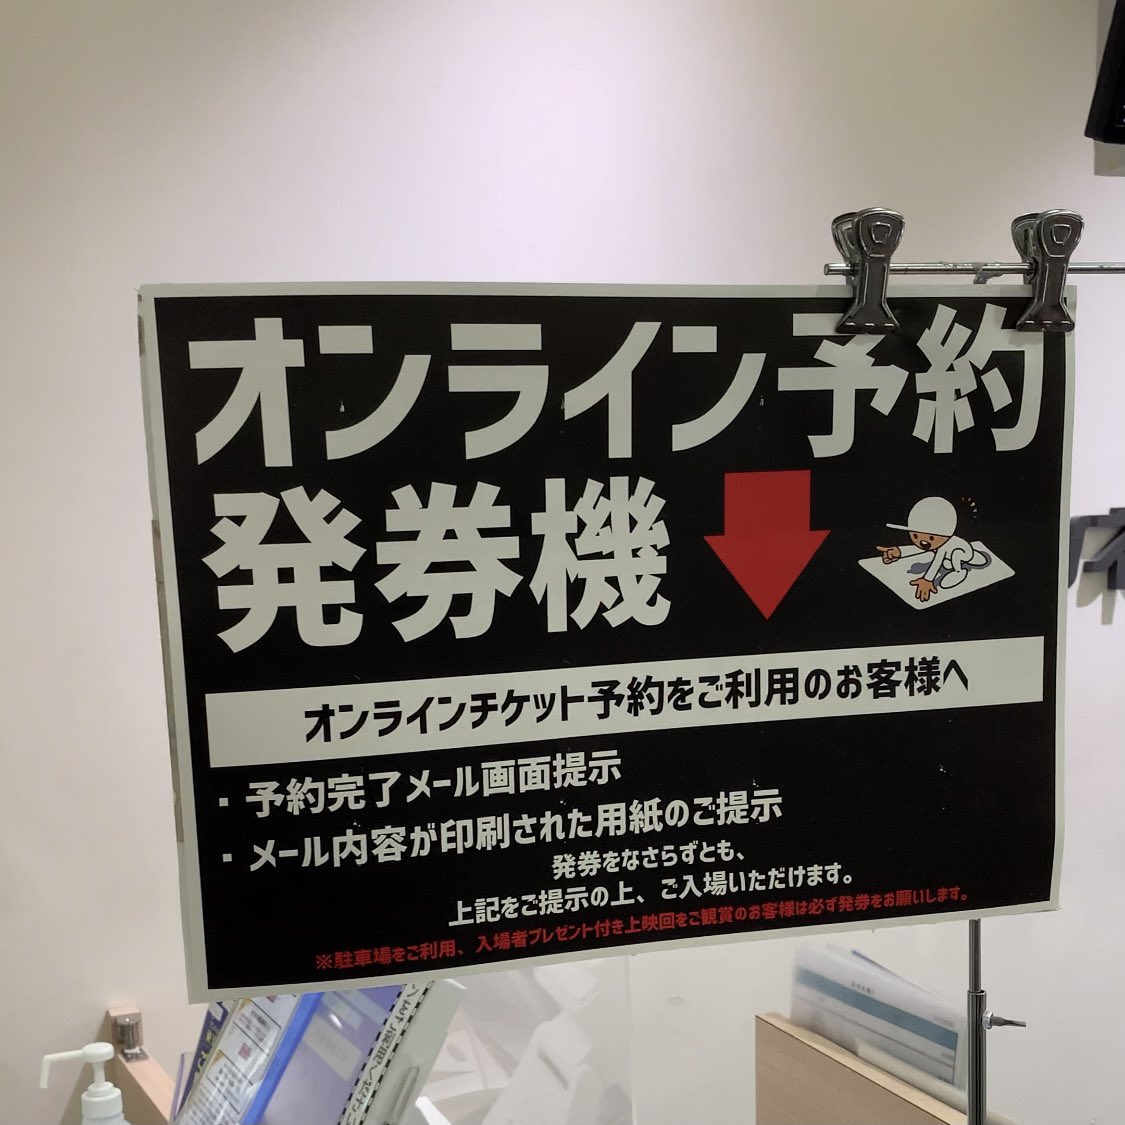 オンライン予約
発券機
オンラインチケット予約をご利用のお客様へ
・予約完了メール画面提示
・メール内容が印刷された用紙のご提示
発券をなさらずとも、
上記をご提示の上、ご入場いただけます。
※駐車場をご利用、入場者プレゼント付き上映回をご観賞のお客様は必ず発券をお願いします。